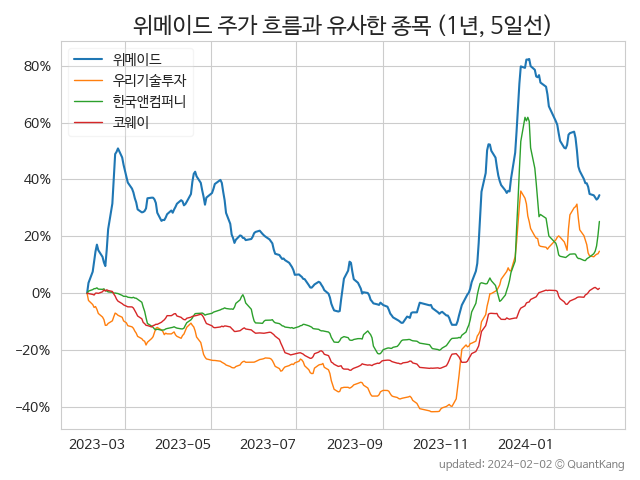 위메이드 주가 흐름과 유사한 종목 (1년, 5일선)
위메이드
우리기술투자
한국앤컴퍼니
코웨이
80%
60%
40%
20%
0%
−20%
−40%
2023−03 2023−05 2023−07 2023−09 2023−11 2024−01
updated: 2024-02-02 © QuantKang